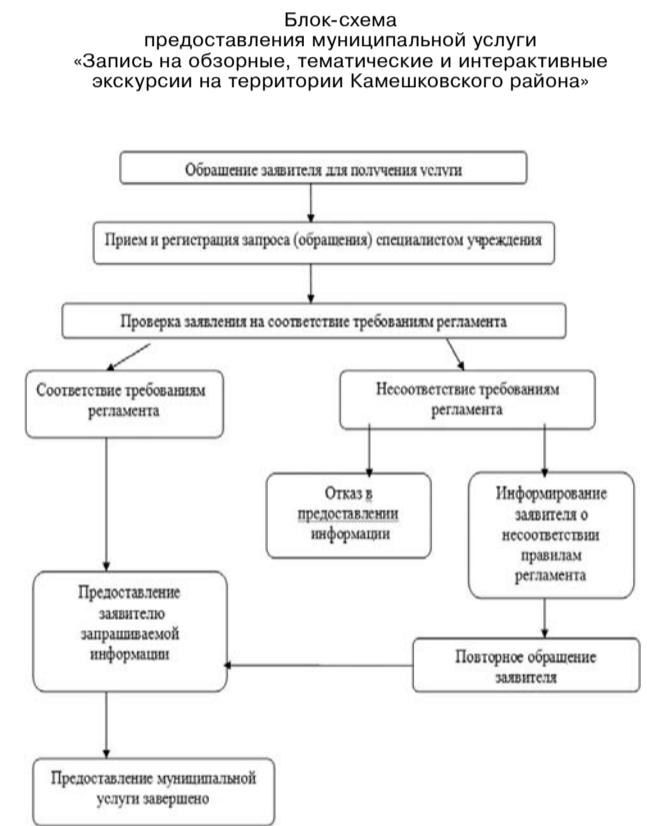 Блок-схема
предоставления муниципальной услуги
«Запись на обзорные, тематические и интерактивные
экскурсии на территории Камешковского района»
Обращение заявителя для получения услуги
Прием и регистрация запроса (обращения) специалистом учреждения
Проверка заявления на соответствие требованиям регламента
Соответствие требованиям
регламента
Несоответствие требованиям
регламента
Отказ в
предоставлении
информации
Информирование
заявителя о
несоответствии
правилам
регламента
Предоставление
заявителю
запрашиваемой
информации
Повторное обращение
заявителя
Предоставление муниципальной
услуги завершено